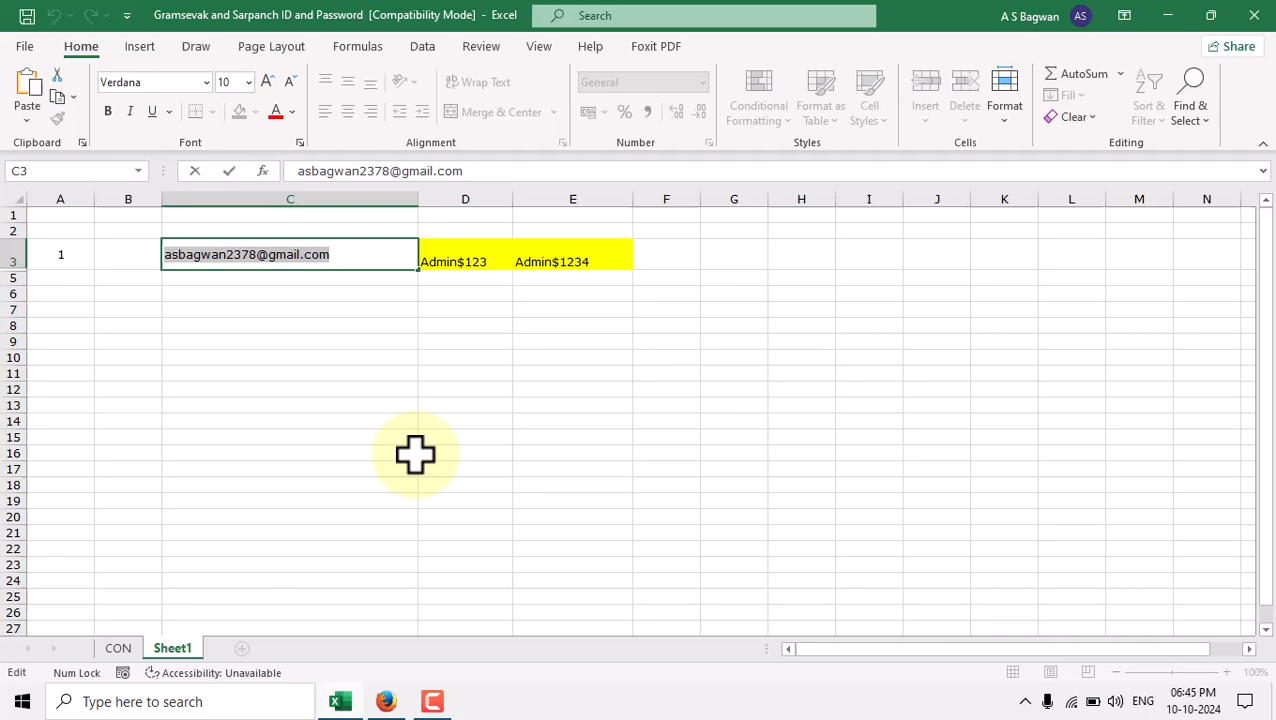 Gramsevak and Sarpanch ID and Password [Compatibility Mode] - Excel
Search
A S Bagwan AS
File Home Insert Draw Page Layout Formulas Data Review View Help Foxit PDF Share
Paste
Clipboard
Verdana 10
B I U A
Font
Wrap Text
Merge & Center
Alignment
General
%
Number
Conditional Formatting
Format as Table
Cell Styles
Styles
Insert Delete Format
Cells
AutoSum
Fill
Clear
Sort & Filter
Find & Select
Editing
C3 fx asbagwan2378@gmail.com
A B C D E F G H I J K L M N
1
2
3 1 asbagwan2378@gmail.com Admin$123 Admin$1234
5
6
7
8
9
10
11
12
13
14
15
16
17
18
19
20
21
22
23
24
25
26
27
CON Sheet1
Edit Num Lock Accessibility: Unavailable 100%
Type here to search
ENG
06:45 PM
10-10-2024